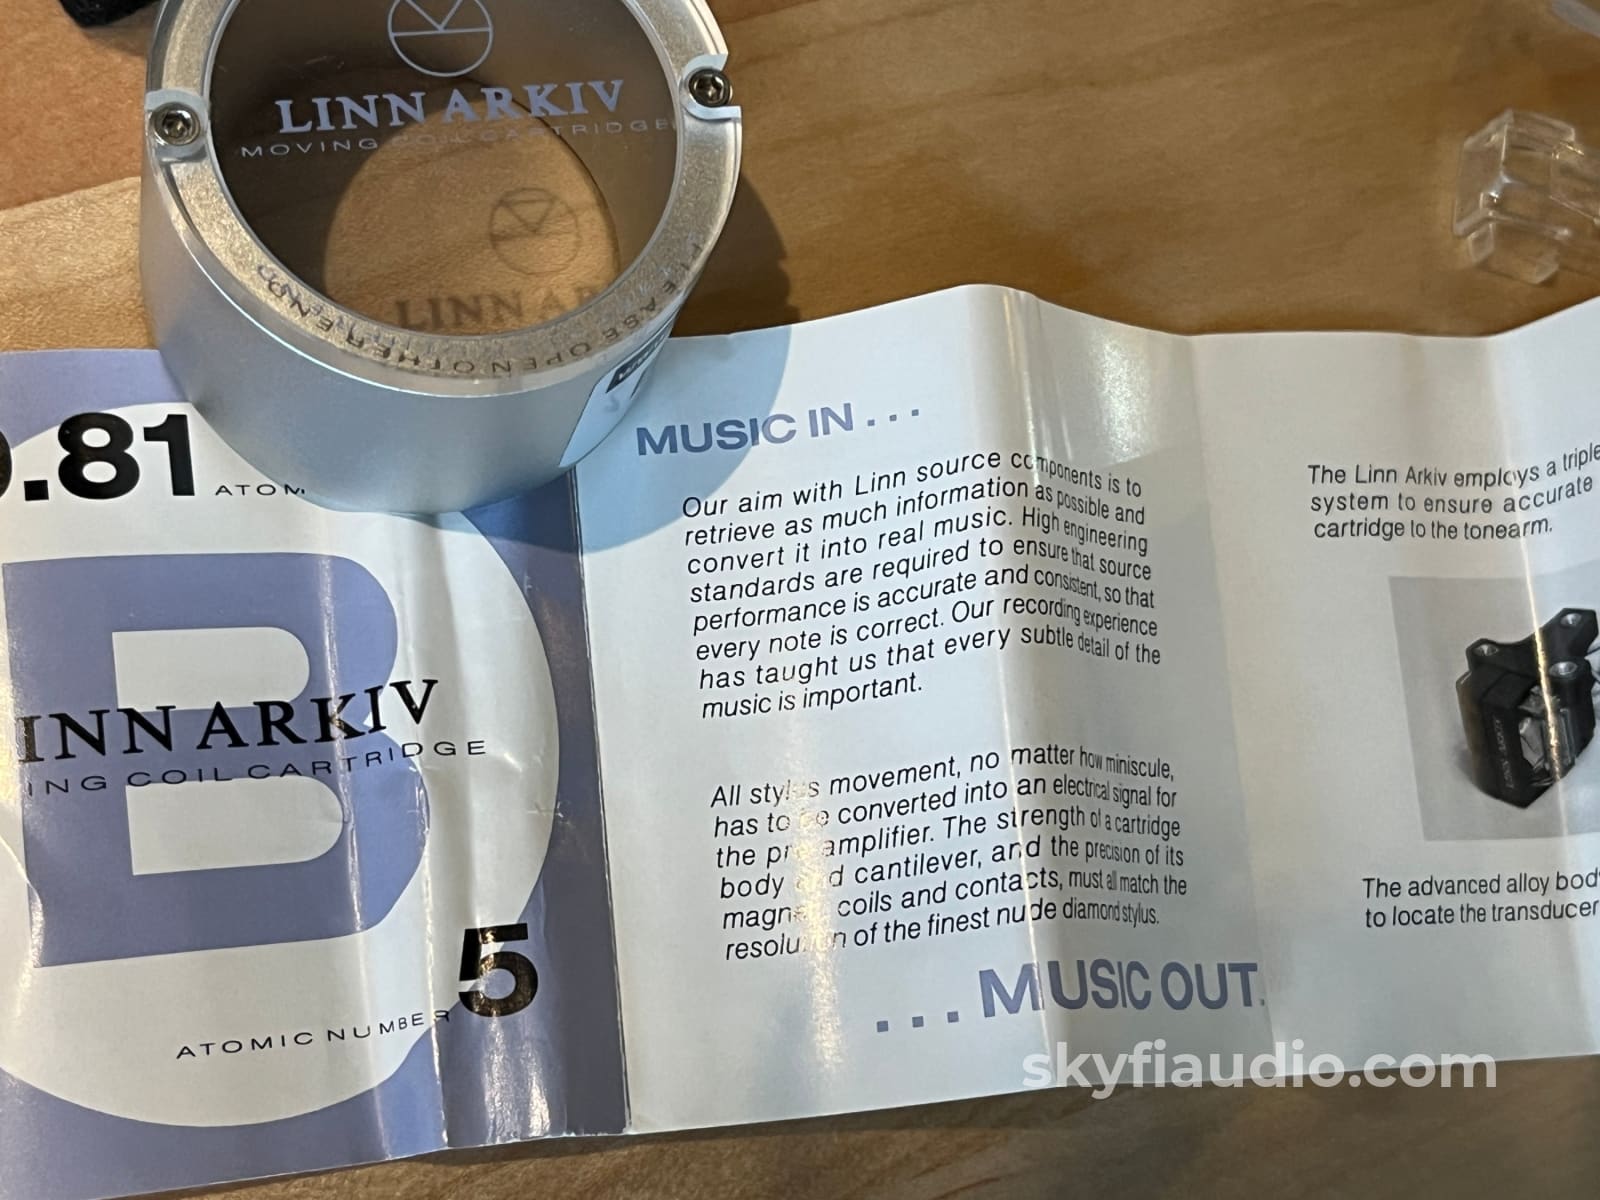 LINN ARKIV
MOVING COIL CARTRIDGE
PLEASE OPEN OTHER END
LINN AR
.81
ATOM
INN ARKIV
ING COIL CARTRIDGE
5
ATOMIC NUMBER
MUSIC IN . . .
Our aim with Linn source components is to
retrieve as much information as possible and
convert it into real music. High engineering
standards are required to ensure that source
performance is accurate and consistent, so that
every note is correct. Our recording experience
has taught us that every subtle detail of the
music is important.
All stylus movement, no matter how miniscule,
has to be converted into an electrical signal for
the pre amplifier. The strength of a cartridge
body and cantilever, and the precision of its
magnet, coils and contacts, must all match the
resolution of the finest nude diamond stylus.
. . . MUSIC OUT.
The Linn Arkiv employs a triple
system to ensure accurate
cartridge to the tonearm.
The advanced alloy body
to locate the transducer
skyfiaudio.com